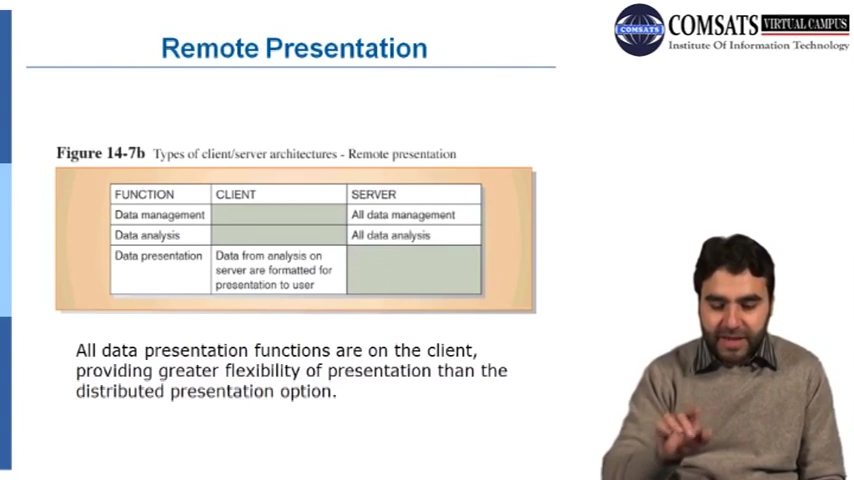 Remote Presentation
COMSATS
COMSATS VIRTUAL CAMPUS
Institute Of Information Technology
Figure 14-7b Types of client/server architectures - Remote presentation
FUNCTION CLIENT SERVER
Data management All data management
Data analysis All data analysis
Data presentation Data from analysis on
server are formatted for
presentation to user
All data presentation functions are on the client,
providing greater flexibility of presentation than the
distributed presentation option.